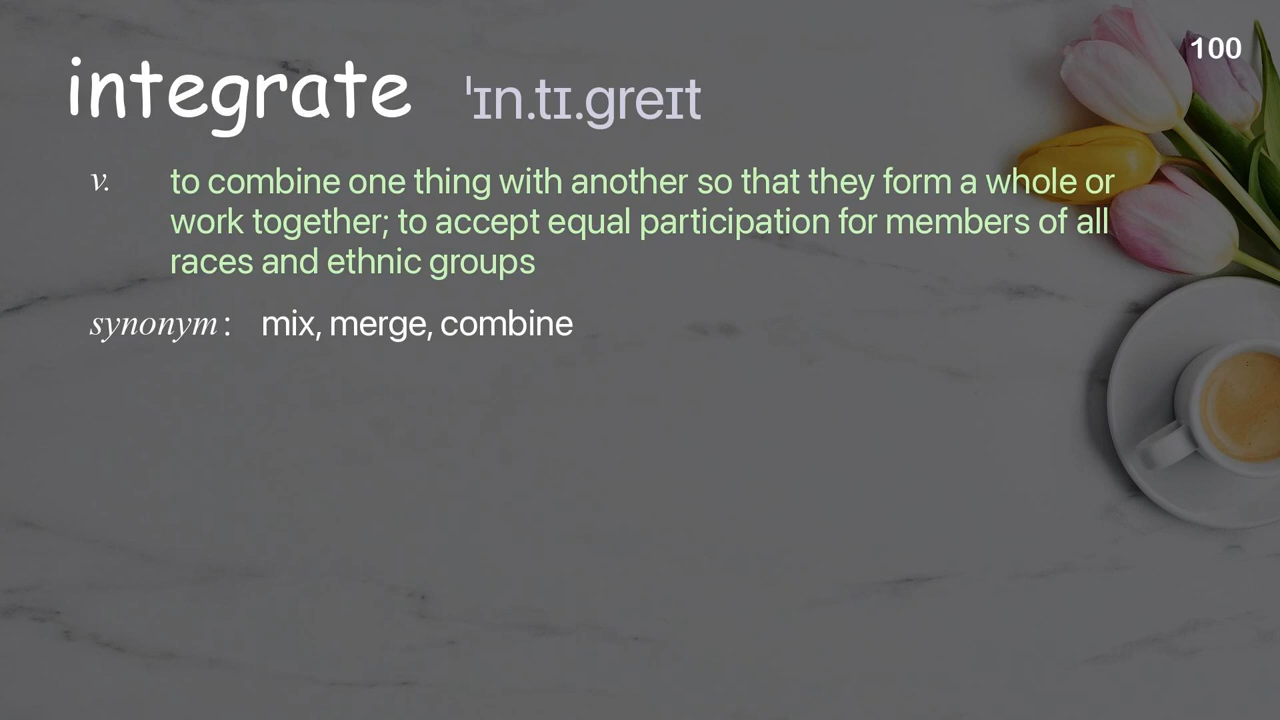 100
integrate ˈɪn.tɪ.greɪt
v. to combine one thing with another so that they form a whole or
work together; to accept equal participation for members of all
races and ethnic groups
synonym: mix, merge, combine